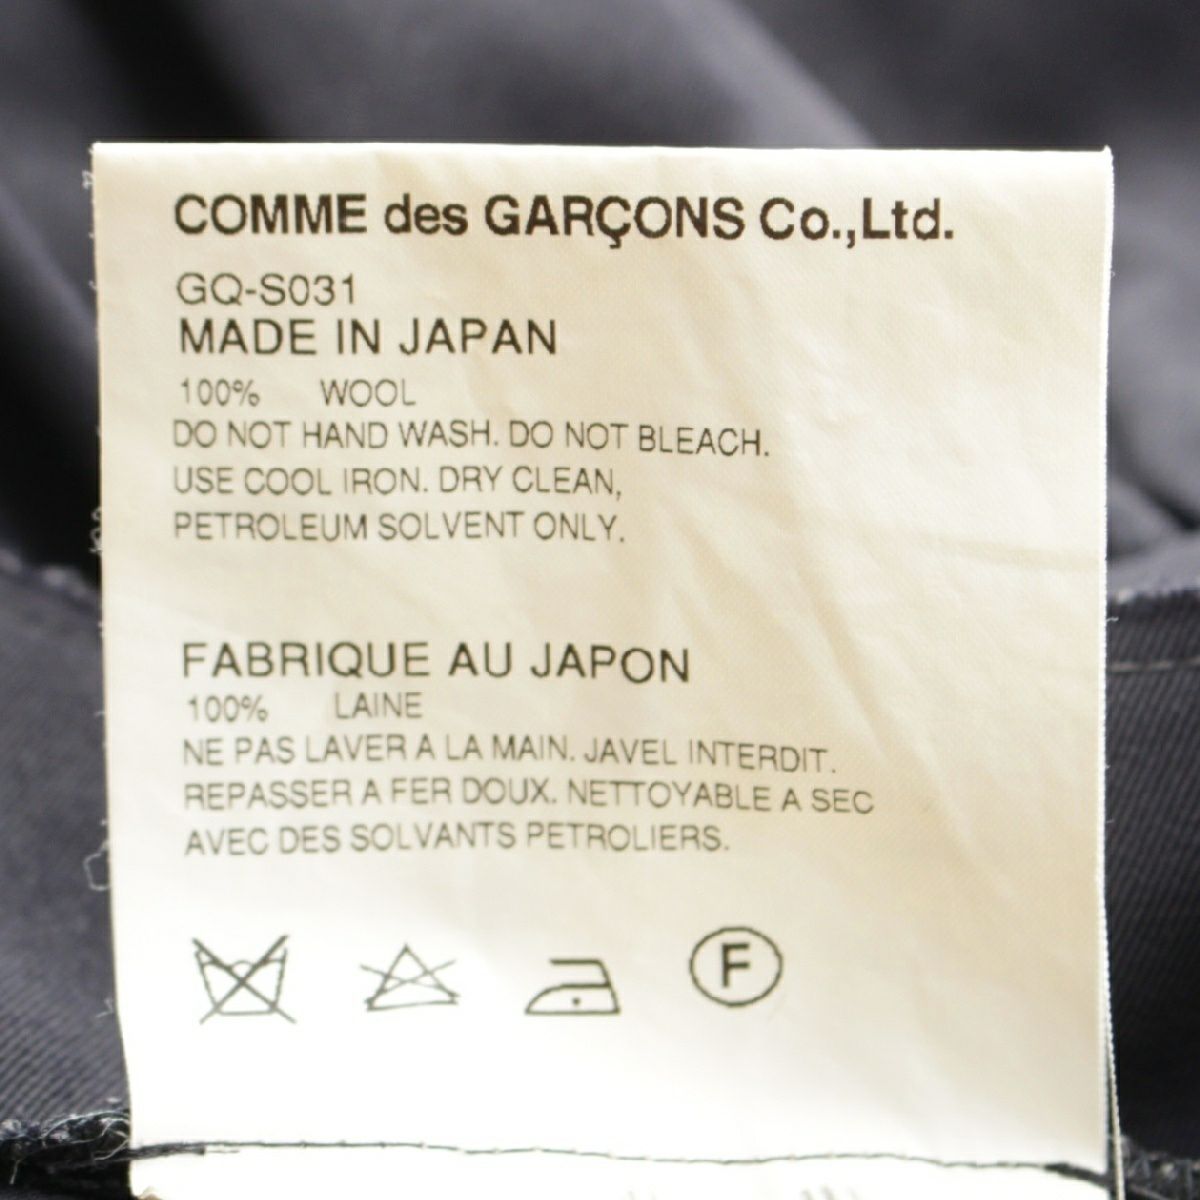 COMME des GARÇONS Co.,Ltd.
GQ-S031
MADE IN JAPAN
100% WOOL
DO NOT HAND WASH. DO NOT BLEACH.
USE COOL IRON. DRY CLEAN,
PETROLEUM SOLVENT ONLY.
FABRIQUE AU JAPON
100% LAINE
NE PAS LAVER A LA MAIN. JAVEL INTERDIT.
REPASSER A FER DOUX. NETTOYABLE A SEC
AVEC DES SOLVANTS PETROLIERS.
F